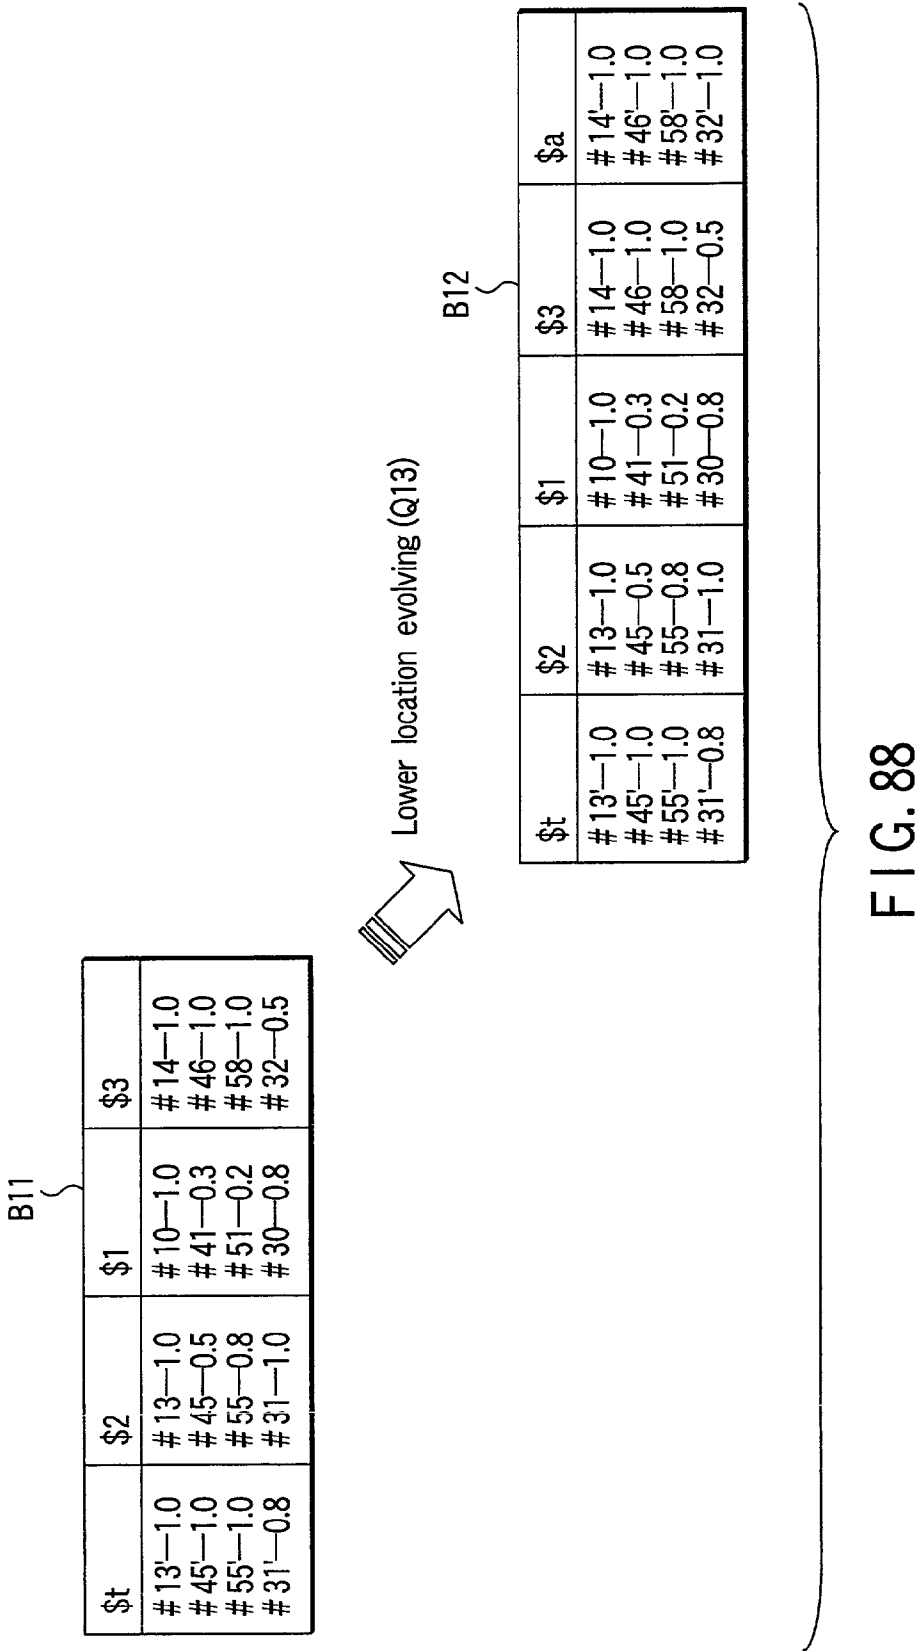 B11
$t $2 $1 $3
#13'—1.0 #13—1.0 #10—1.0 #14—1.0
#45'—1.0 #45—0.5 #41—0.3 #46—1.0
#55'—1.0 #55—0.8 #51—0.2 #58—1.0
#31'—0.8 #31—1.0 #30—0.8 #32—0.5
Lower location evolving (Q13)
B12
$t $2 $1 $3 $a
#13'—1.0 #13—1.0 #10—1.0 #14—1.0 #14'—1.0
#45'—1.0 #45—0.5 #41—0.3 #46—1.0 #46'—1.0
#55'—1.0 #55—0.8 #51—0.2 #58—1.0 #58'—1.0
#31'—0.8 #31—1.0 #30—0.8 #32—0.5 #32'—1.0
FIG. 88